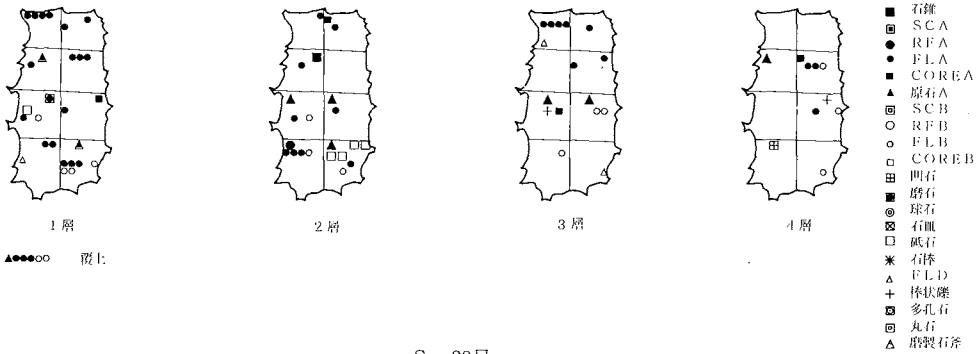 1層
2層
3層
4層
覆土
石錐
SCA
RFA
FLA
COREA
原石A
SCB
RFB
FLB
COREB
凹石
磨石
球石
石皿
砥石
石棒
FLD
棒状礫
多孔石
丸石
磨製石斧